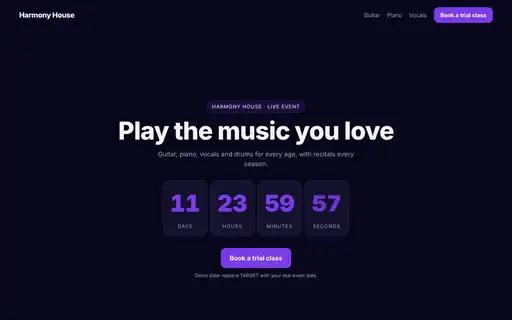 Harmony House
Guitar Piano Vocals Book a trial class
HARMONY HOUSE · LIVE EVENT
Play the music you love
Guitar, piano, vocals and drums for every age, with recitals every
season.
11 23 59 57
DAYS HOURS MINUTES SECONDS
Book a trial class
Demo date: replace TARGET with your real event date.